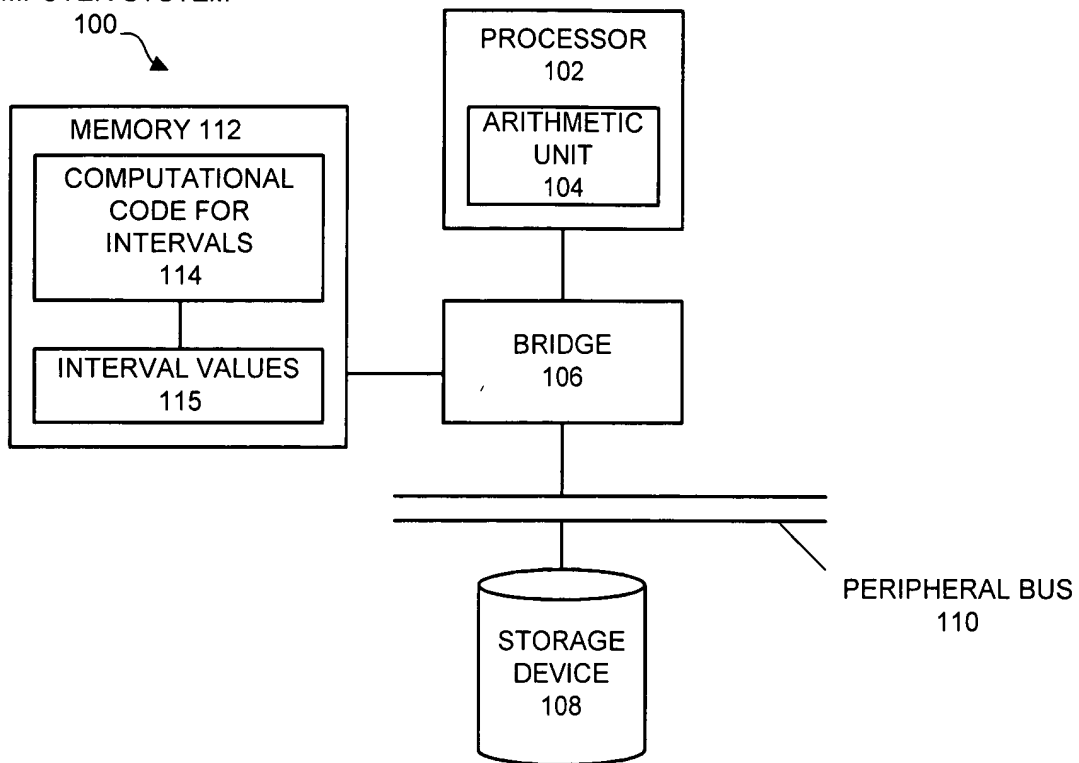 100
PROCESSOR
102
ARITHMETIC
UNIT
104
MEMORY 112
COMPUTATIONAL
CODE FOR
INTERVALS
114
INTERVAL VALUES
115
BRIDGE
106
PERIPHERAL BUS
110
STORAGE
DEVICE
108